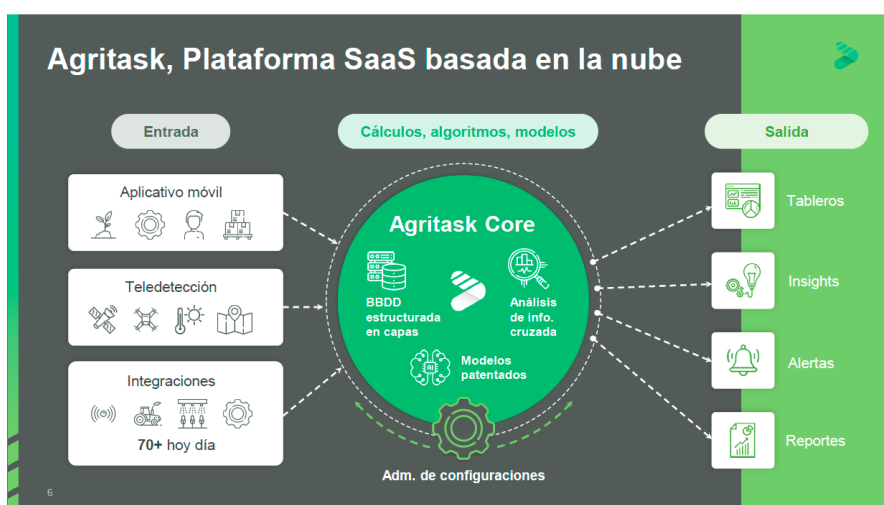 Agritask, Plataforma SaaS basada en la nube
Entrada
Cálculos, algoritmos, modelos
Salida
Aplicativo móvil
Teledetección
Integraciones
70+ hoy día
Agritask Core
BBDD
estructurada
en capas
Análisis
de info.
cruzada
AI
Modelos
patentados
Adm. de configuraciones
Tableros
Insights
Alertas
Reportes
6